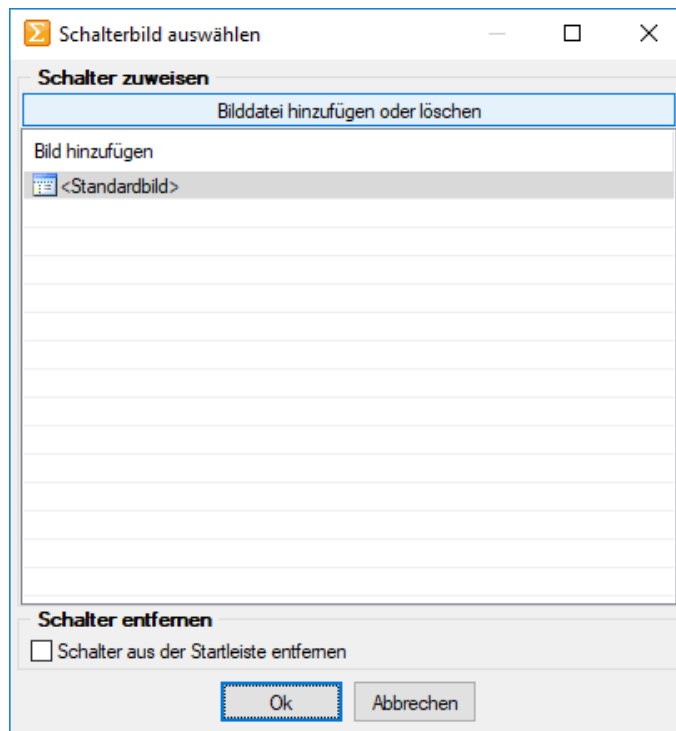 Schalterbild auswählen
Schalter zuweisen
Bilddatei hinzufügen oder löschen
Bild hinzufügen
<Standardbild>
Schalter entfernen
Schalter aus der Startleiste entfernen
Ok
Abbrechen